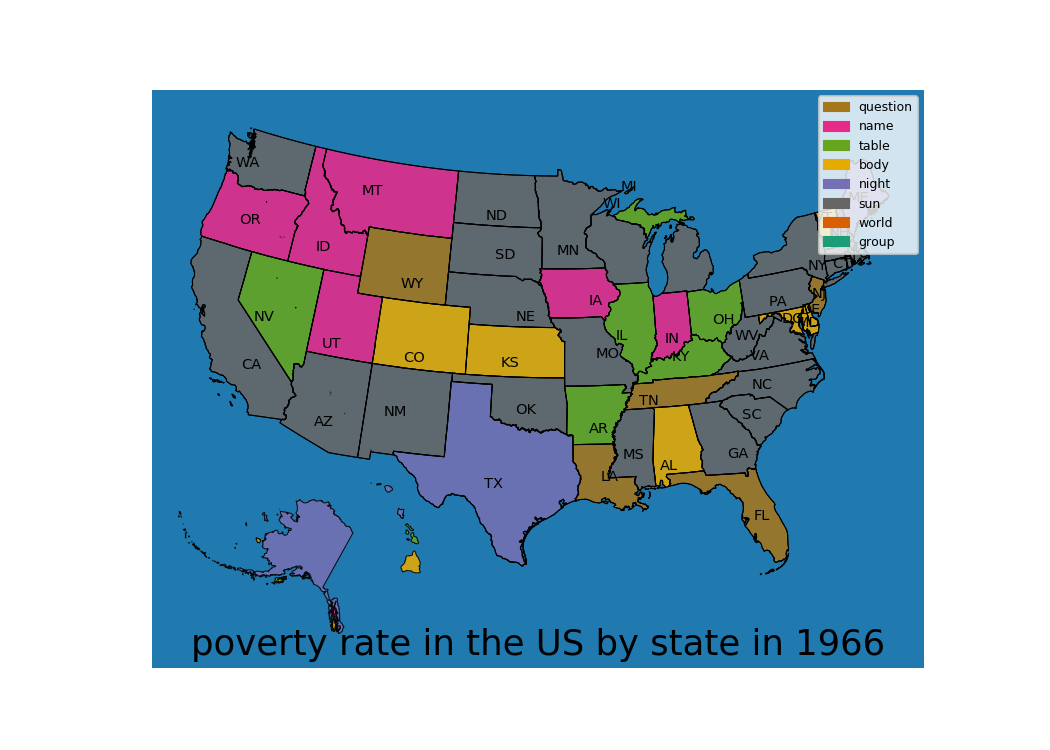 question
name
table
body
night
sun
world
group
WA
MT
MI
WI
ND
OR
ID
SD
MN
NY
CT
WY
NE
IA
PA
NJ
DE
NV
UT
CO
KS
MO
IL
IN
OH
KY
WV
VA
DC
MD
CA
AZ
NM
OK
AR
TN
NC
SC
MS
AL
GA
LA
TX
FL
ME
poverty rate in the US by state in 1966